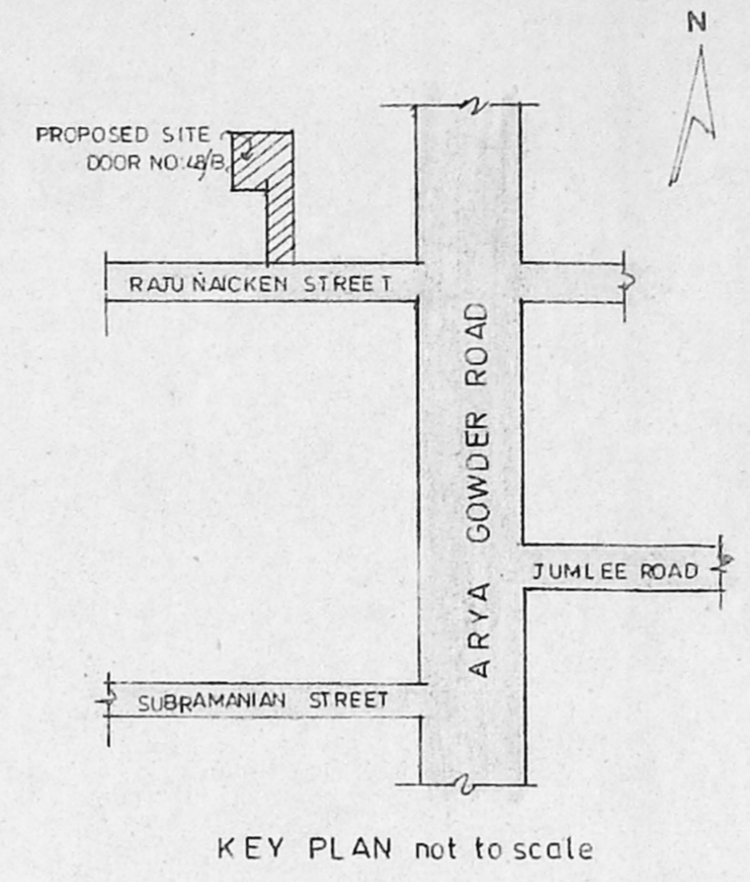 N
PROPOSED SITE
DOOR NO:48/B
RAJU NAICKEN STREET
ARYA GOWDER ROAD
JUMLEE ROAD
SUBRAMANIAN STREET
KEY PLAN not to scale